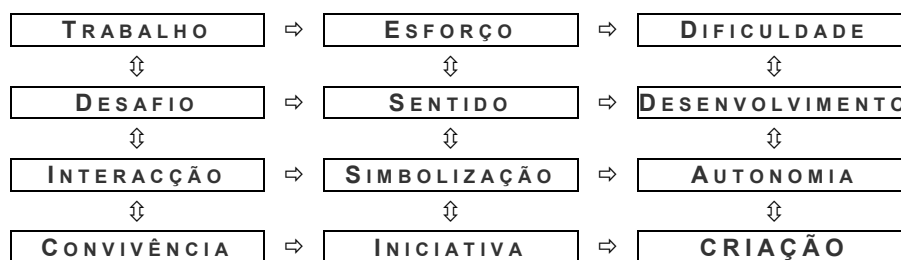 TRABALHO ⇨ ESFORÇO ⇨ DIFICULDADE
⇕ ⇕ ⇕
DESAFIO ⇨ SENTIDO ⇨ DESENVOLVIMENTO
⇕ ⇕ ⇕
INTERACÇÃO ⇨ SIMBOLIZAÇÃO ⇨ AUTONOMIA
⇕ ⇕ ⇕
CONVIVÊNCIA ⇨ INICIATIVA ⇨ CRIAÇÃO